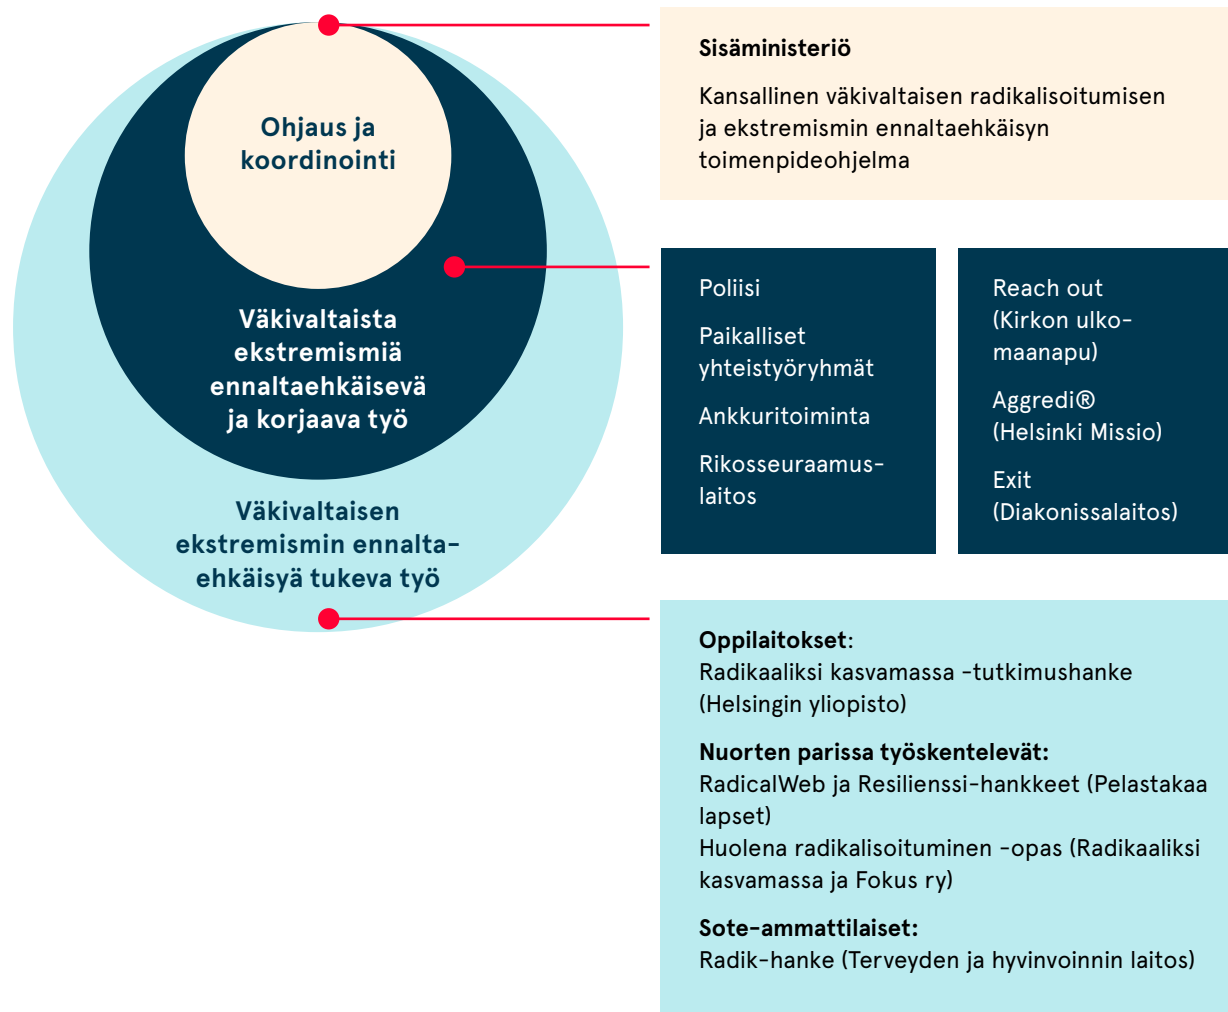 Ohjaus ja
koordinointi
Väkivaltaista
ekstremismiä
ennaltaehkäisevä
ja korjaava työ
Väkivaltaisen
ekstremismin ennalta-
ehkäisyä tukeva työ
Sisäministeriö
Kansallinen väkivaltaisen radikalisoitumisen
ja ekstremismin ennaltaehkäisyn
toimenpideohjelma
Poliisi
Paikalliset
yhteistyöryhmät
Ankkuritoiminta
Rikosseuraamus-
laitos
Reach out
(Kirkon ulko-
maanapu)
Aggredi®
(Helsinki Missio)
Exit
(Diakonissalaitos)
Oppilaitokset:
Radikaaliksi kasvamassa -tutkimushanke
(Helsingin yliopisto)
Nuorten parissa työskentelevät:
RadicalWeb ja Resilienssi-hankkeet (Pelastakaa
lapset)
Huolena radikalisoituminen -opas (Radikaaliksi
kasvamassa ja Fokus ry)
Sote-ammattilaiset:
Radik-hanke (Terveyden ja hyvinvoinnin laitos)